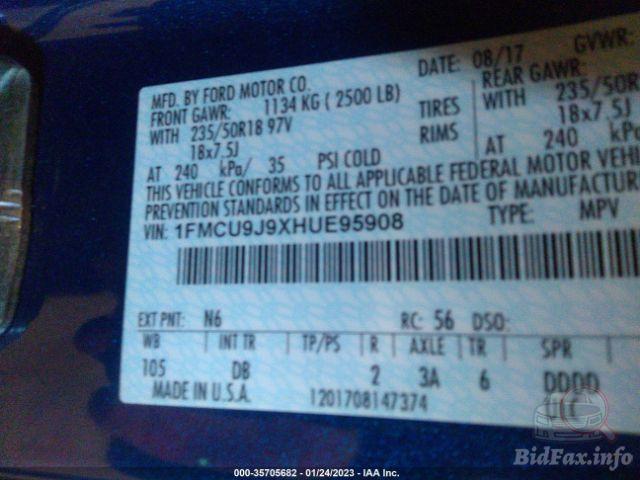 DATE: 08/17 GVWR:
MFD. BY FORD MOTOR CO.
FRONT GAWR: 1134 KG ( 2500 LB) REAR GAWR:
WITH 235/50R18 97V TIRES WITH 235/50R
18x7.5J RIMS 18x7.5J
AT 240 kPa/ 35 PSI COLD AT 240
THIS VEHICLE CONFORMS TO ALL APPLICABLE FEDERAL MOTOR VEHI
PREVENTION STANDARDS IN EFFECT ON THE DATE OF MANUFACTUR
VIN: 1FMCU9J9XHUE95908 TYPE: MPV
EXT PNT: N6 RC: 56 DSO:
WB INT TR TP/PS R AXLE TR SPR
105 DB 2 3A 6 DDDD
MADE IN U.S.A. 1201708147374
BidFax.info
000-35705682 - 01/24/2023 - IAA Inc.